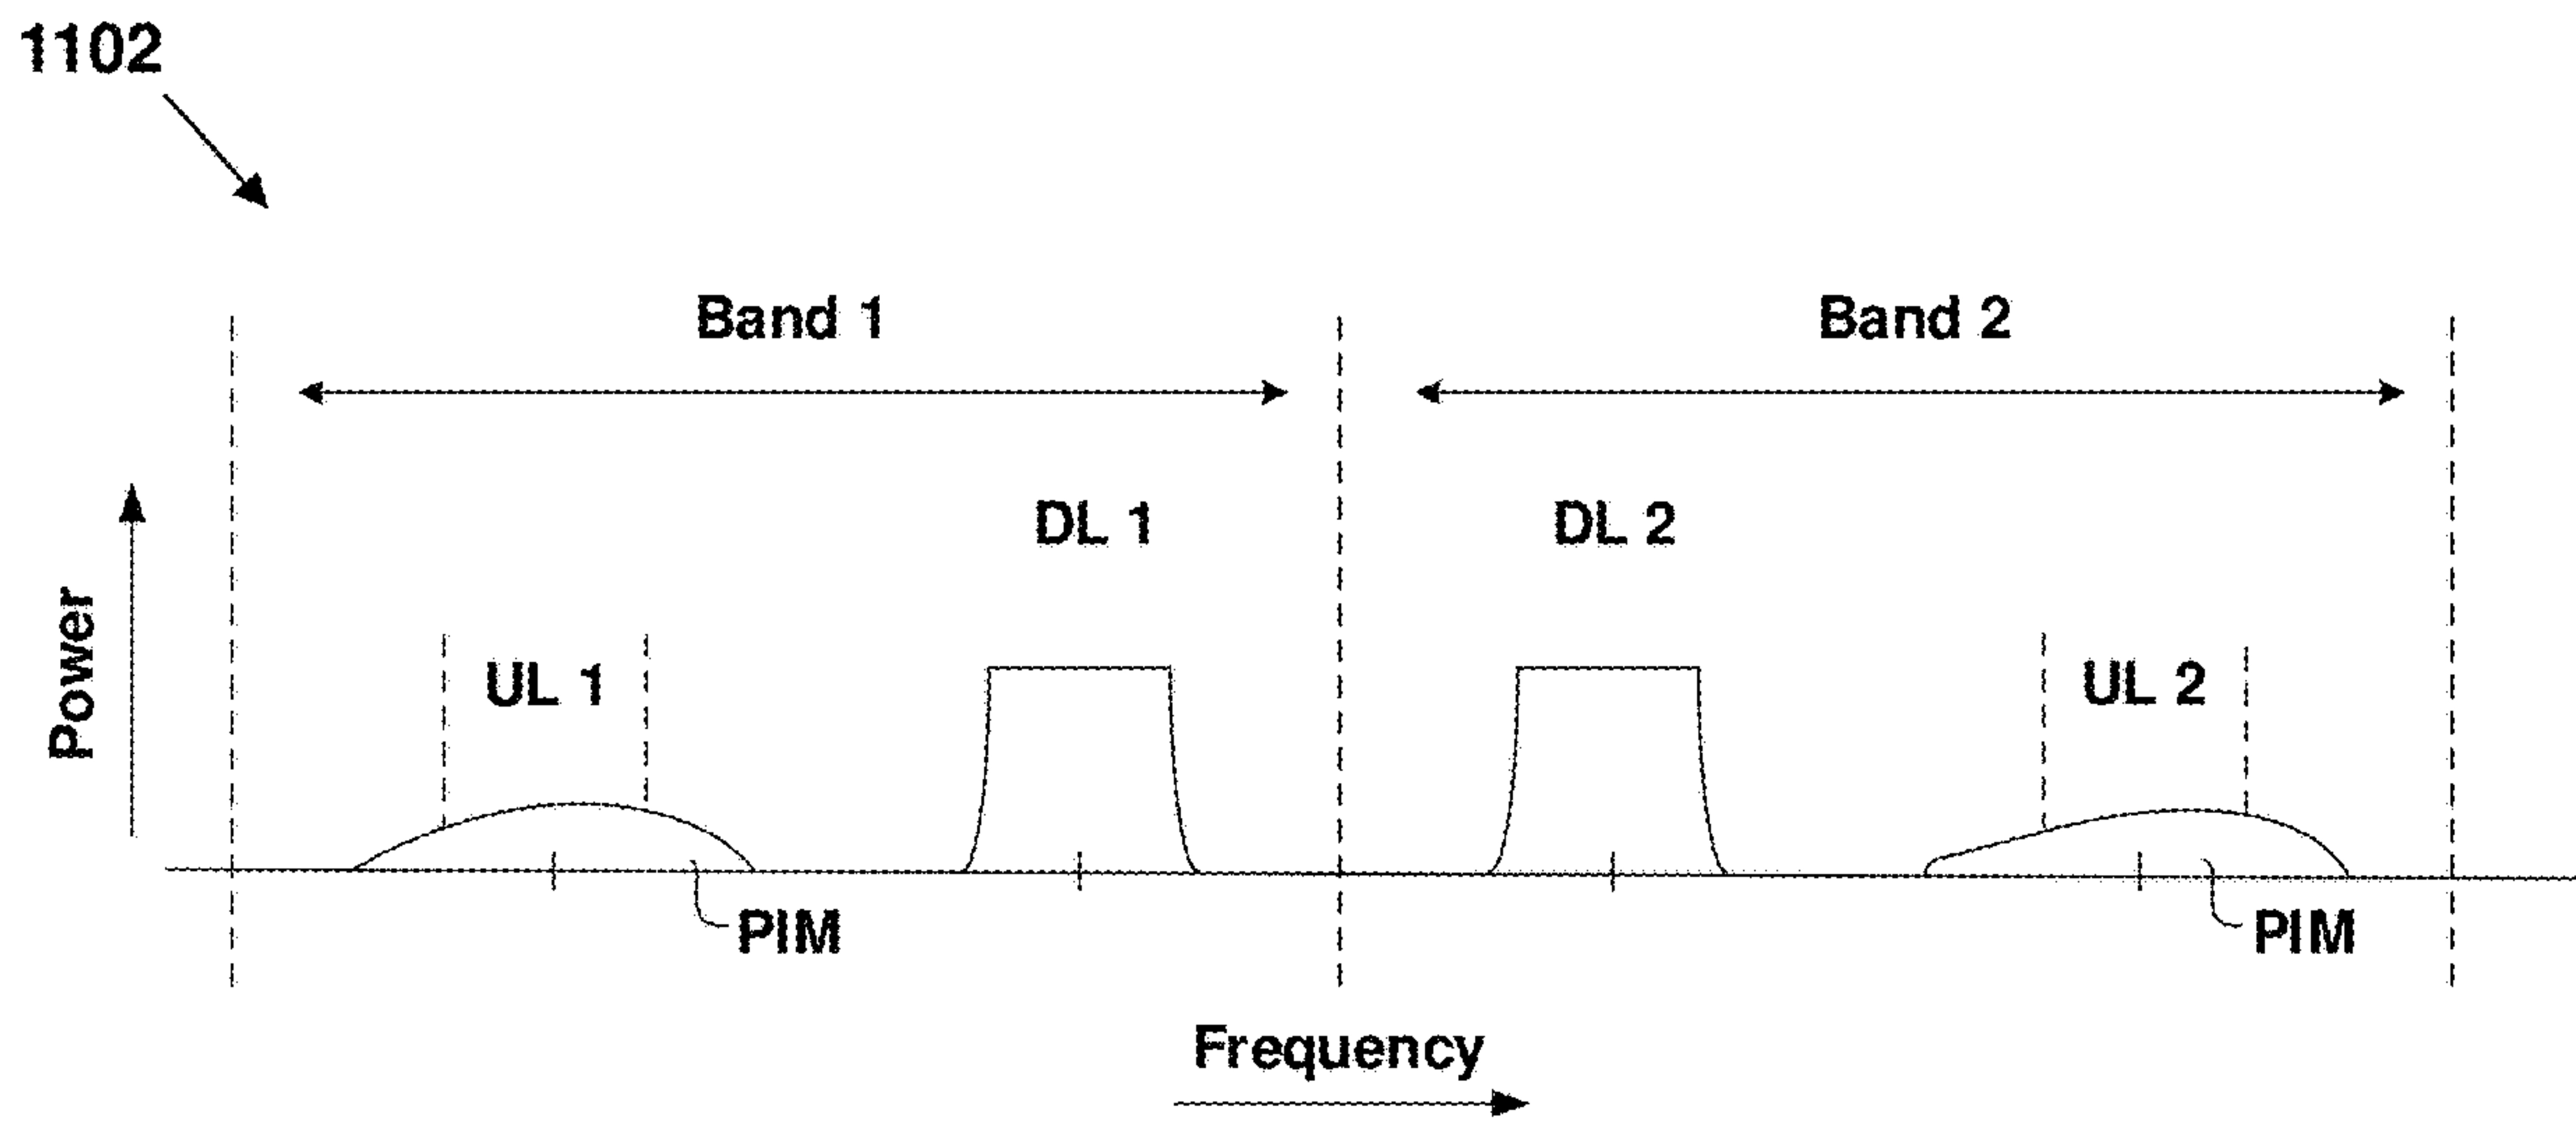 1102
Band 1
Band 2
DL 1
DL 2
Power
UL 1
UL 2
PIM
PIM
Frequency